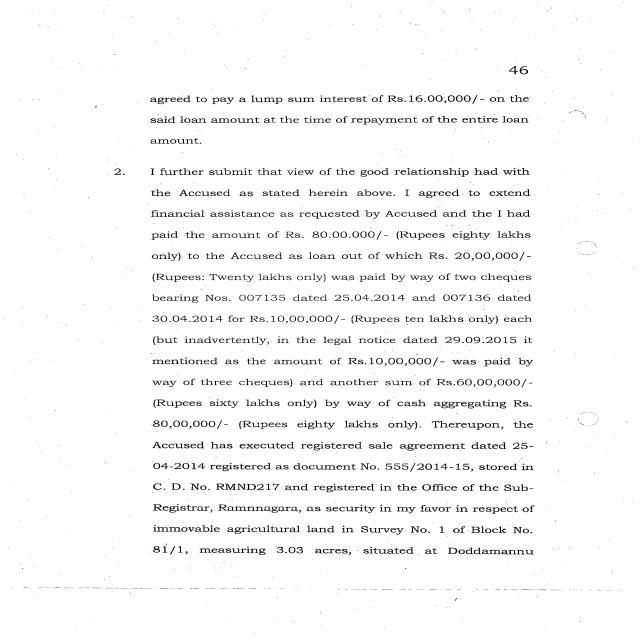 46
agreed to pay a lump sum interest of Rs.16.00,000/- on the
said loan amount at the time of repayment of the entire loan
amount.
2. I further submit that view of the good relationship had with
the Accused as stated herein above. I agreed to extend
financial assistance as requested by Accused and the I had
paid the amount of Rs. 80.00.000/- (Rupees eighty lakhs
only) to the Accused as loan out of which Rs. 20,00,000/-
(Rupees: Twenty lakhs only) was paid by way of two cheques
bearing Nos. 007135 dated 25.04.2014 and 007136 dated
30.04.2014 for Rs.10,00,000/- (Rupees ten lakhs only) each
(but inadvertently, in the legal notice dated 29.09.2015 it
mentioned as the amount of Rs.10,00,000/- was paid by
way of three cheques) and another sum of Rs.60,00,000/-
(Rupees sixty lakhs only) by way of cash aggregating Rs.
80,00,000/- (Rupees eighty lakhs only). Thereupon, the
Accused has executed registered sale agreement dated 25-
04-2014 registered as document No. 555/2014-15, stored in
C. D. No. RMND217 and registered in the Office of the Sub-
Registrar, Ramnnagara, as security in my favor in respect of
immovable agricultural land in Survey No. 1 of Block No.
81/1, measuring 3.03 acres, situated at Doddamannu